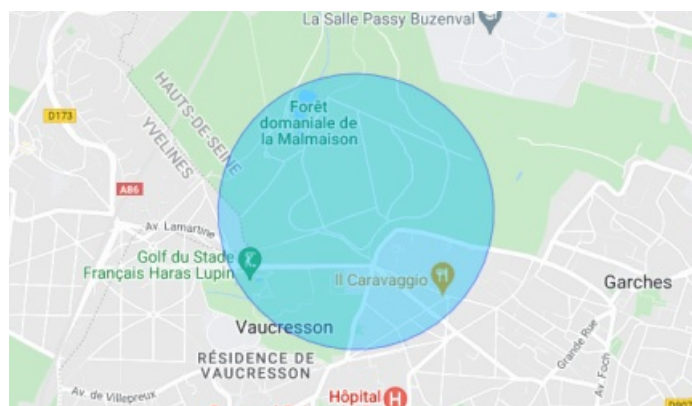 La Salle Passy Buzenval
HAUTS-DE-SEINE
YVELINES
Forêt
domaniale de
la Malmaison
D173
A86
Av. Lamartine
Golf du Stade
Français Haras Lupin
Il Caravaggio
Garches
Vaucresson
RÉSIDENCE DE
VAUCRESSON
Grande Rue
Av. Foch
Av. de Villepreux
Hôpital
H
D907